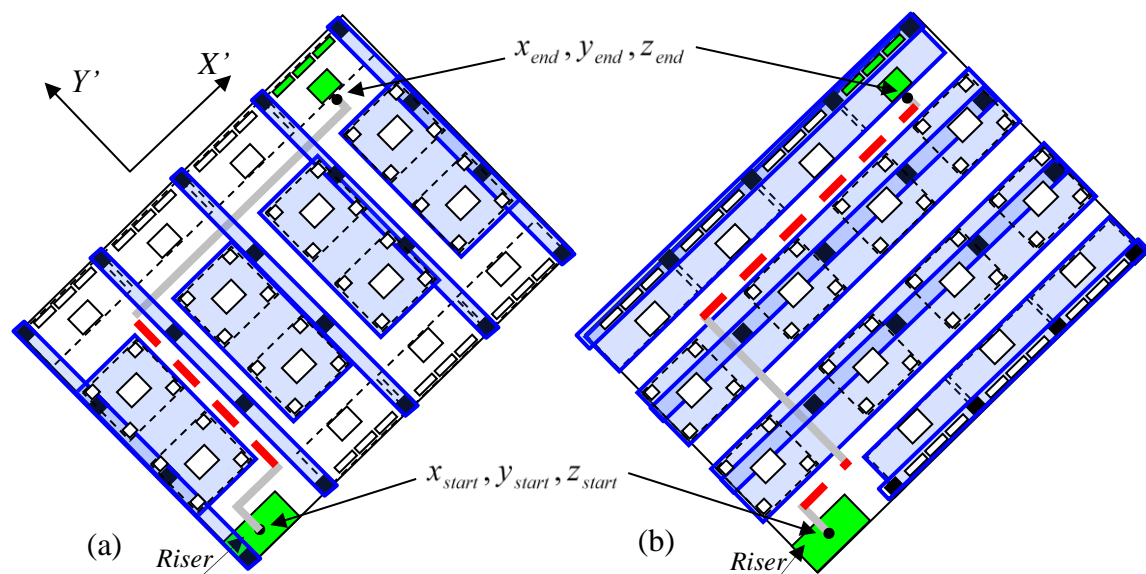 x_end, y_end, z_end
Y’
X’
x_start, y_start, z_start
(a)
Riser
(b)
Riser